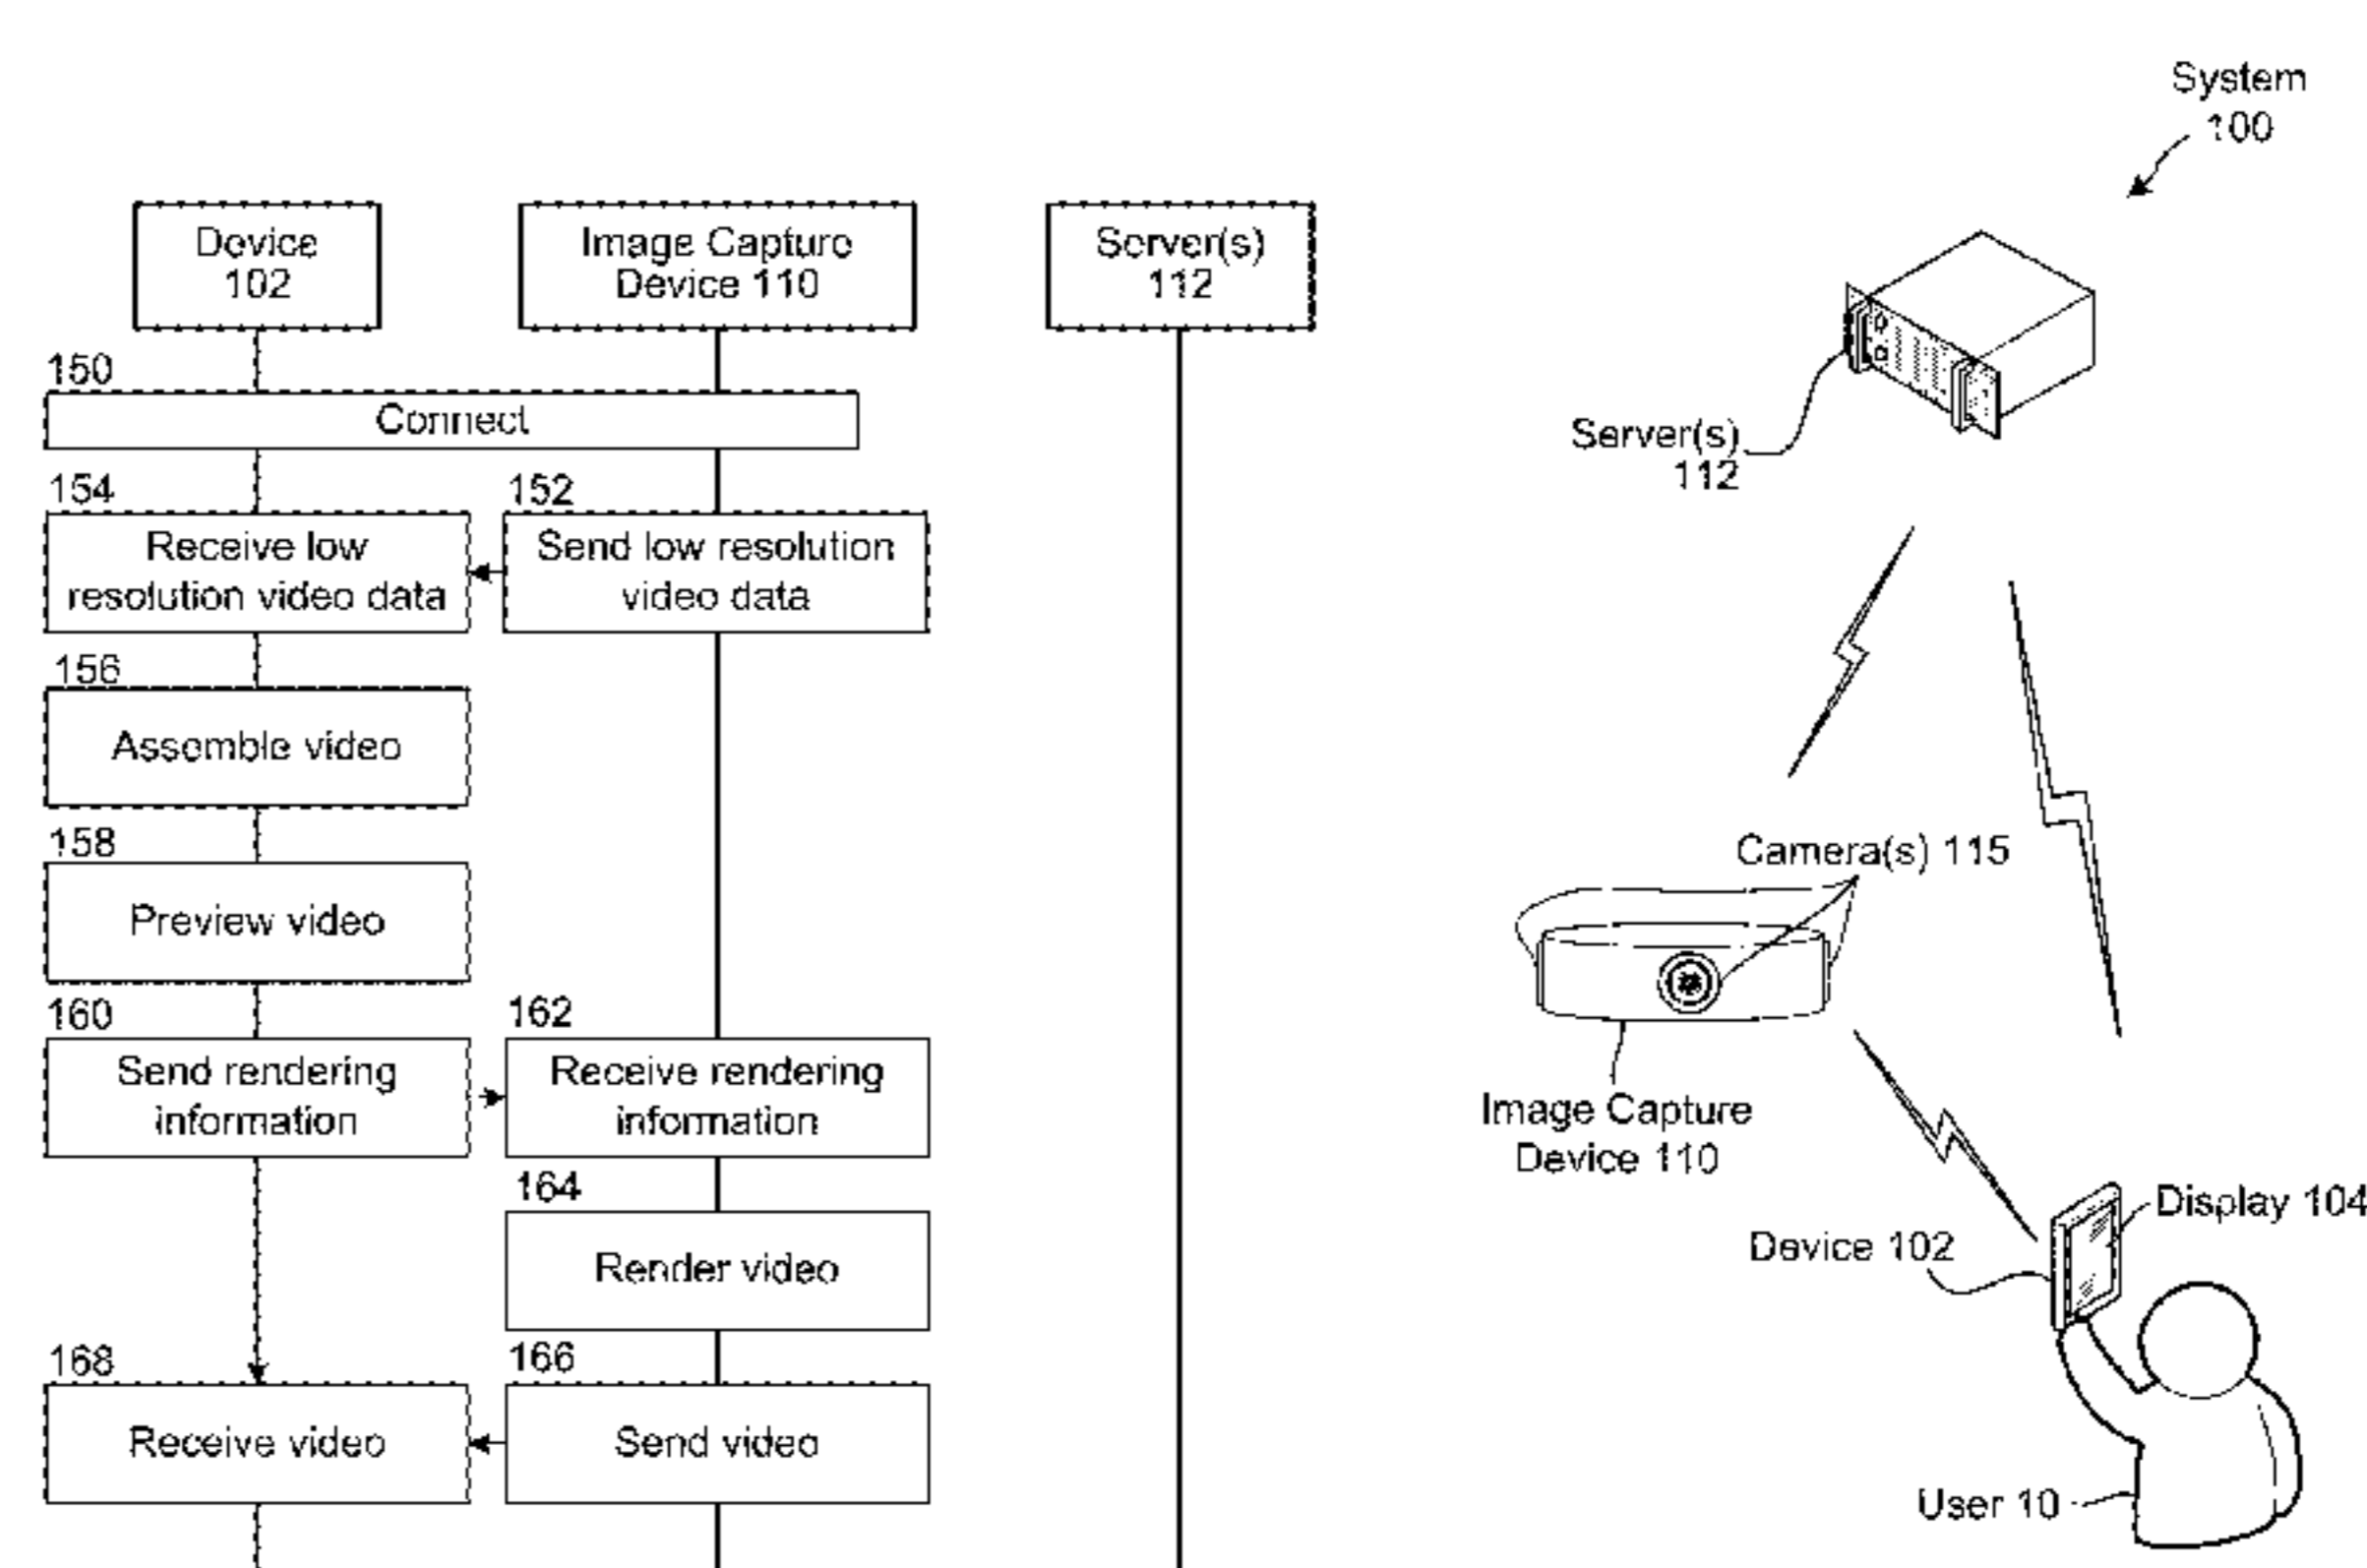 System
100
Device
102
Image Capture
Device 110
Server(s)
112
150
Connect
154
152
Receive low
resolution video data
Send low resolution
video data
156
Assemble video
158
Preview video
160
162
Send rendering
information
Receive rendering
information
164
Render video
168
166
Receive video
Send video
Server(s)
112
Camera(s) 115
Image Capture
Device 110
Display 104
Device 102
User 10